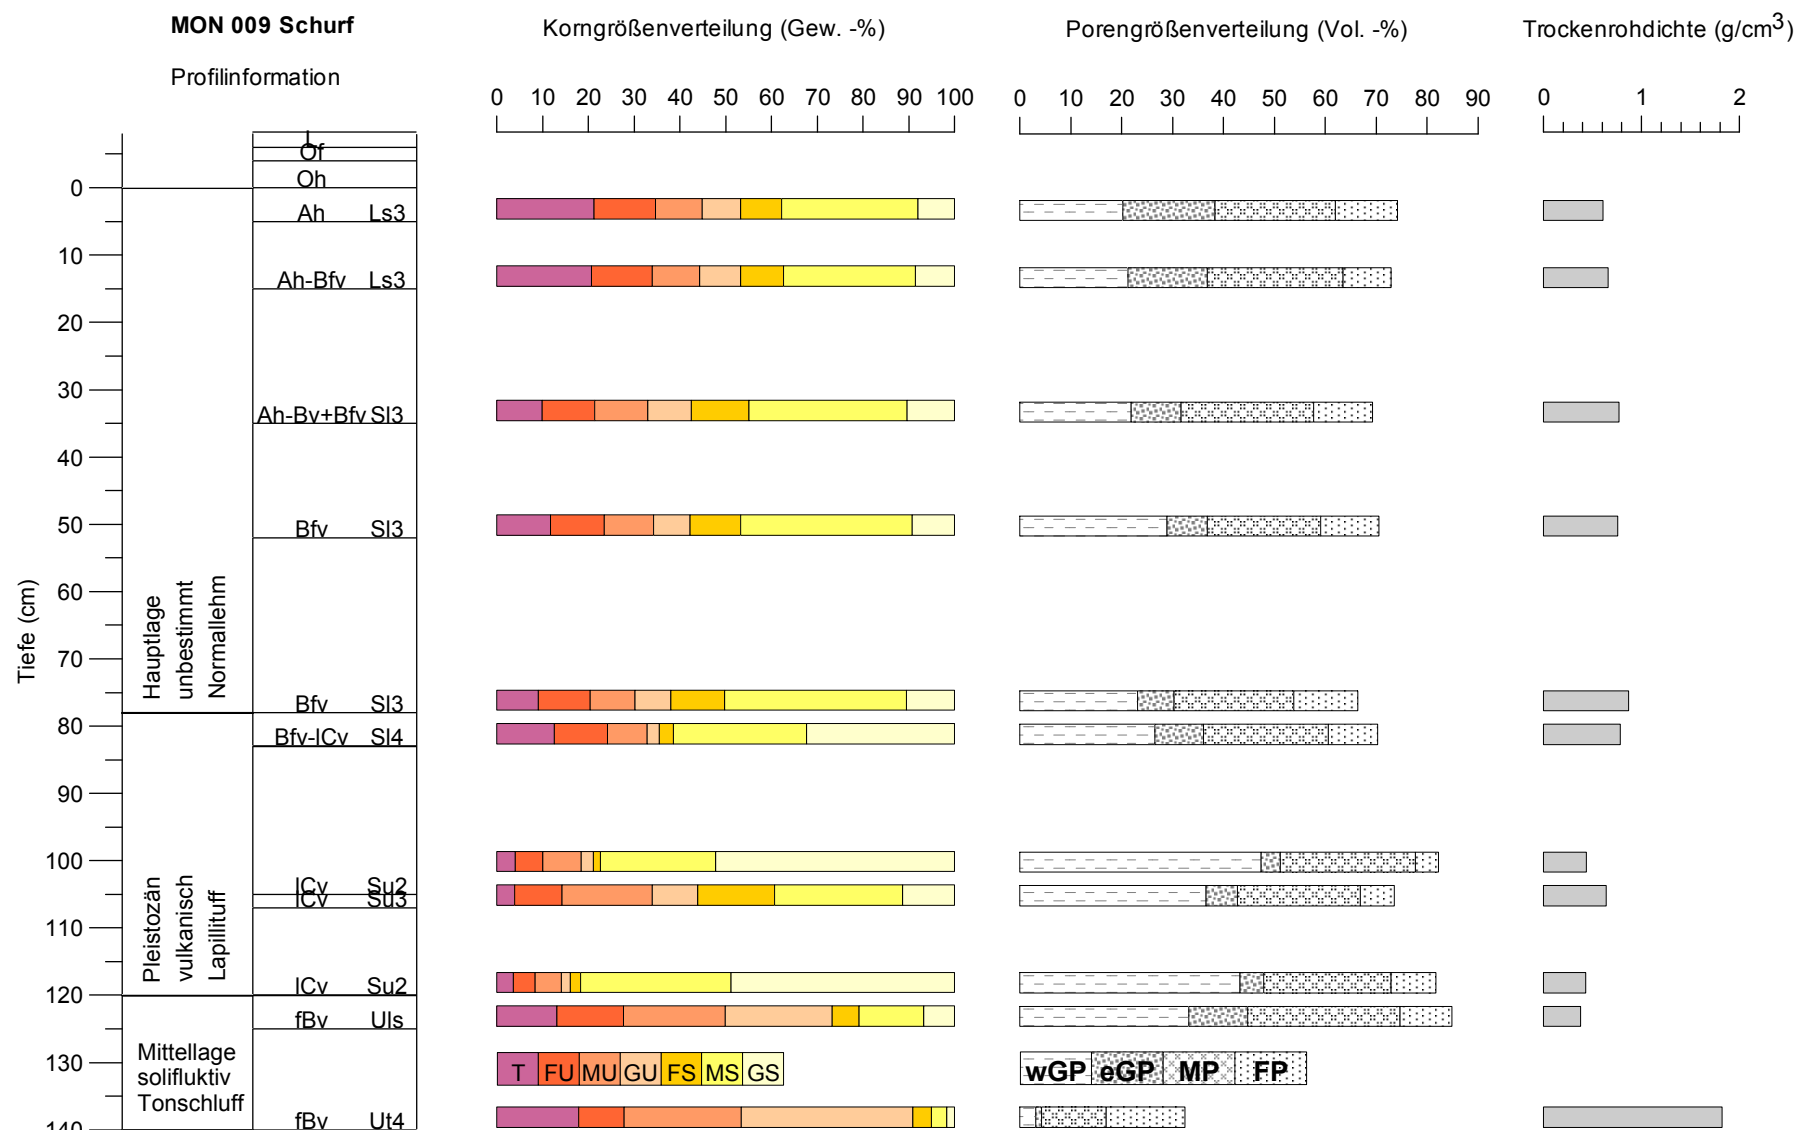 MON 009 Schurf
Korngrößenverteilung (Gew. -%)
Porengrößenverteilung (Vol. -%)
Trockenrohdichte (g/cm3)
Profilinformation
0 10 20 30 40 50 60 70 80 90 100
0 10 20 30 40 50 60 70 80 90
0 1 2
L
Of
Oh
0
Ah Ls3
10
Ah-Bfv Ls3
20
30
Ah-Bv+Bfv Sl3
40
50
Bfv Sl3
60
70
Bfv Sl3
80
Bfv-lCv Sl4
90
100
lCv Su2
lCv Su3
110
lCv Su2
120
fBv Uls
130
fBv Ut4
140
Tiefe (cm)
Hauptlage
unbestimmt
Normallehm
Pleistozän
vulkanisch
Lapillituff
Mittellage
solifluktiv
Tonschluff
T FU MU GU FS MS GS
wGP eGP MP FP